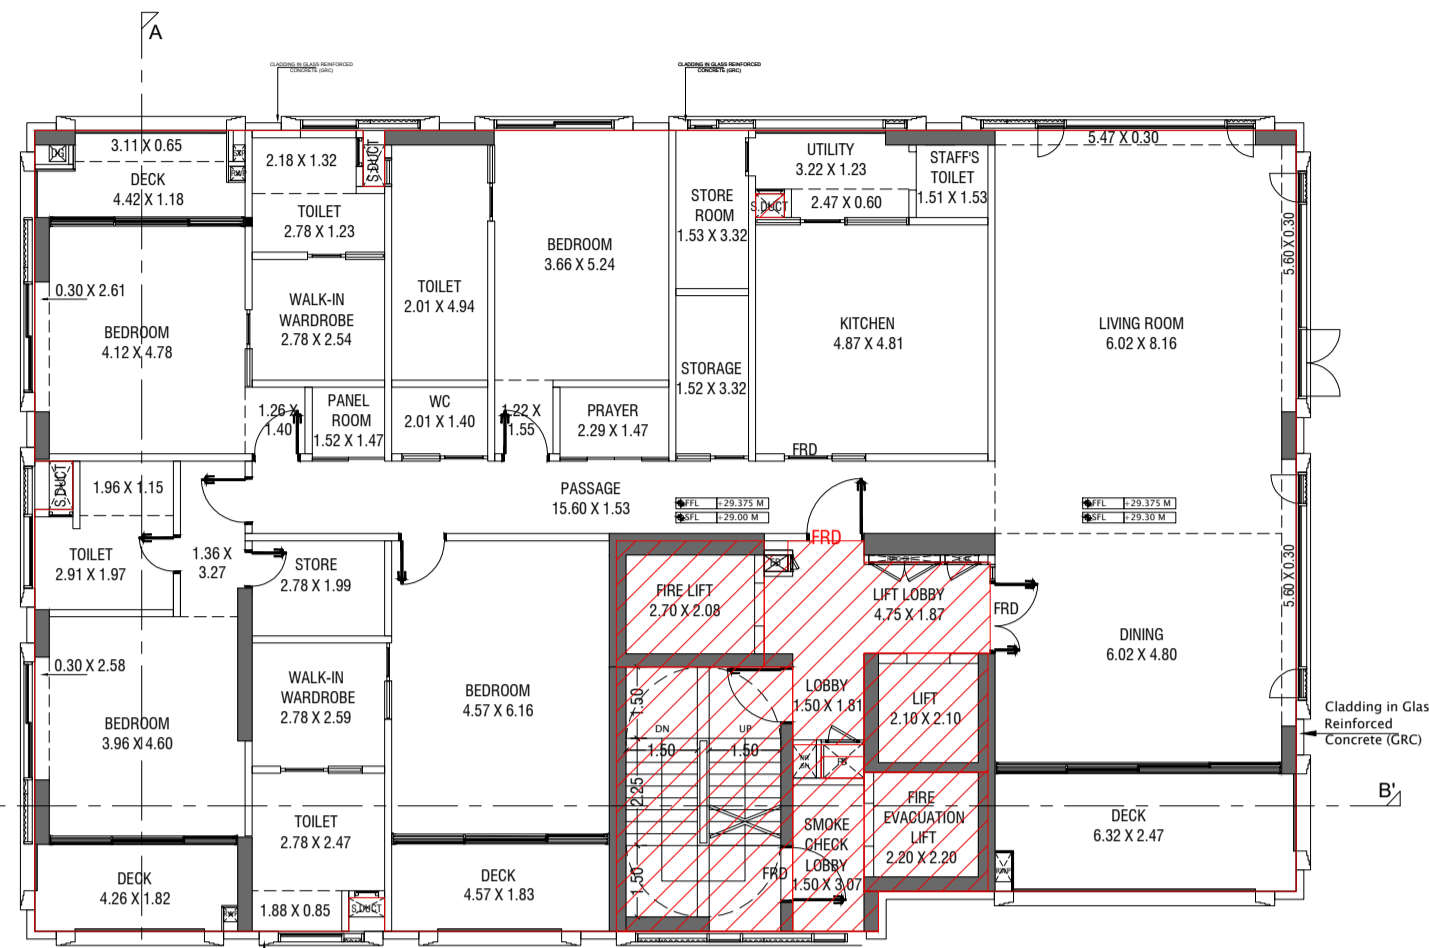 A
CLADDING IN GLASS REINFORCED
CONCRETE (GRC)
CLADDING IN GLASS REINFORCED
CONCRETE (GRC)
3.11 X 0.65
DECK
4.42 X 1.18
2.18 X 1.32
S.DUCT
TOILET
2.78 X 1.23
TOILET
2.01 X 4.94
BEDROOM
3.66 X 5.24
STORE
ROOM
1.53 X 3.32
UTILITY
3.22 X 1.23
S.DUCT
2.47 X 0.60
STAFF'S
TOILET
1.51 X 1.53
5.47 X 0.30
5.60 X 0.30
0.30 X 2.61
BEDROOM
4.12 X 4.78
WALK-IN
WARDROBE
2.78 X 2.54
KITCHEN
4.87 X 4.81
LIVING ROOM
6.02 X 8.16
STORAGE
1.52 X 3.32
1.26 X
1.40
PANEL
ROOM
1.52 X 1.47
WC
2.01 X 1.40
1.22 X
1.55
PRAYER
2.29 X 1.47
FRD
S.DUCT
1.96 X 1.15
PASSAGE
15.60 X 1.53
FFL +29.375 M
SFL +29.00 M
FFL +29.375 M
SFL +29.30 M
FRD
TOILET
2.91 X 1.97
1.36 X
3.27
STORE
2.78 X 1.99
FIRE LIFT
2.70 X 2.08
LIFT LOBBY
4.75 X 1.87
FRD
5.60 X 0.30
DINING
6.02 X 4.80
0.30 X 2.58
BEDROOM
3.96 X 4.60
WALK-IN
WARDROBE
2.78 X 2.59
BEDROOM
4.57 X 6.16
1.50
DN
UP
1.50
1.50
2.25
1.50
LOBBY
1.50 X 1.81
LIFT
2.10 X 2.10
Cladding in Glas
Reinforced
Concrete (GRC)
B'
TOILET
2.78 X 2.47
SMOKE
CHECK
LOBBY
1.50 X 3.07
FRD
FIRE
EVACUATION
LIFT
2.20 X 2.20
DECK
6.32 X 2.47
DECK
4.26 X 1.82
1.88 X 0.85
S.DUCT
DECK
4.57 X 1.83